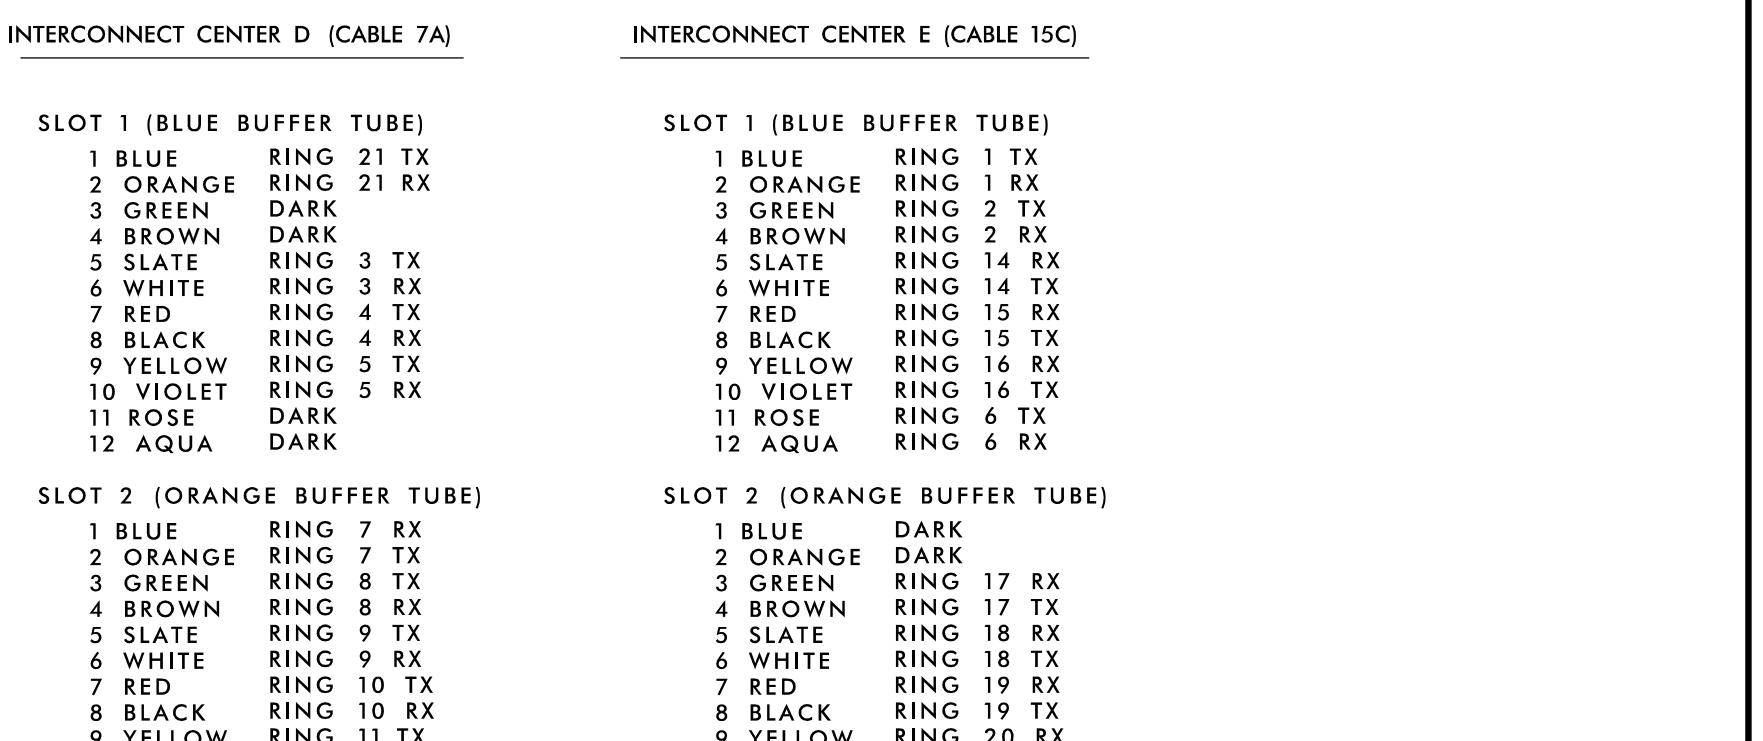 INTERCONNECT CENTER D (CABLE 7A)
SLOT 1 (BLUE BUFFER TUBE)
1 BLUE RING 21 TX
2 ORANGE RING 21 RX
3 GREEN DARK
4 BROWN DARK
5 SLATE RING 3 TX
6 WHITE RING 3 RX
7 RED RING 4 TX
8 BLACK RING 4 RX
9 YELLOW RING 5 TX
10 VIOLET RING 5 RX
11 ROSE DARK
12 AQUA DARK
SLOT 2 (ORANGE BUFFER TUBE)
1 BLUE RING 7 RX
2 ORANGE RING 7 TX
3 GREEN RING 8 TX
4 BROWN RING 8 RX
5 SLATE RING 9 TX
6 WHITE RING 9 RX
7 RED RING 10 TX
8 BLACK RING 10 RX
9 YELLOW RING 11 TX
INTERCONNECT CENTER E (CABLE 15C)
SLOT 1 (BLUE BUFFER TUBE)
1 BLUE RING 1 TX
2 ORANGE RING 1 RX
3 GREEN RING 2 TX
4 BROWN RING 2 RX
5 SLATE RING 14 RX
6 WHITE RING 14 TX
7 RED RING 15 RX
8 BLACK RING 15 TX
9 YELLOW RING 16 RX
10 VIOLET RING 16 TX
11 ROSE RING 6 TX
12 AQUA RING 6 RX
SLOT 2 (ORANGE BUFFER TUBE)
1 BLUE DARK
2 ORANGE DARK
3 GREEN RING 17 RX
4 BROWN RING 17 TX
5 SLATE RING 18 RX
6 WHITE RING 18 TX
7 RED RING 19 RX
8 BLACK RING 19 TX
9 YELLOW RING 20 RX